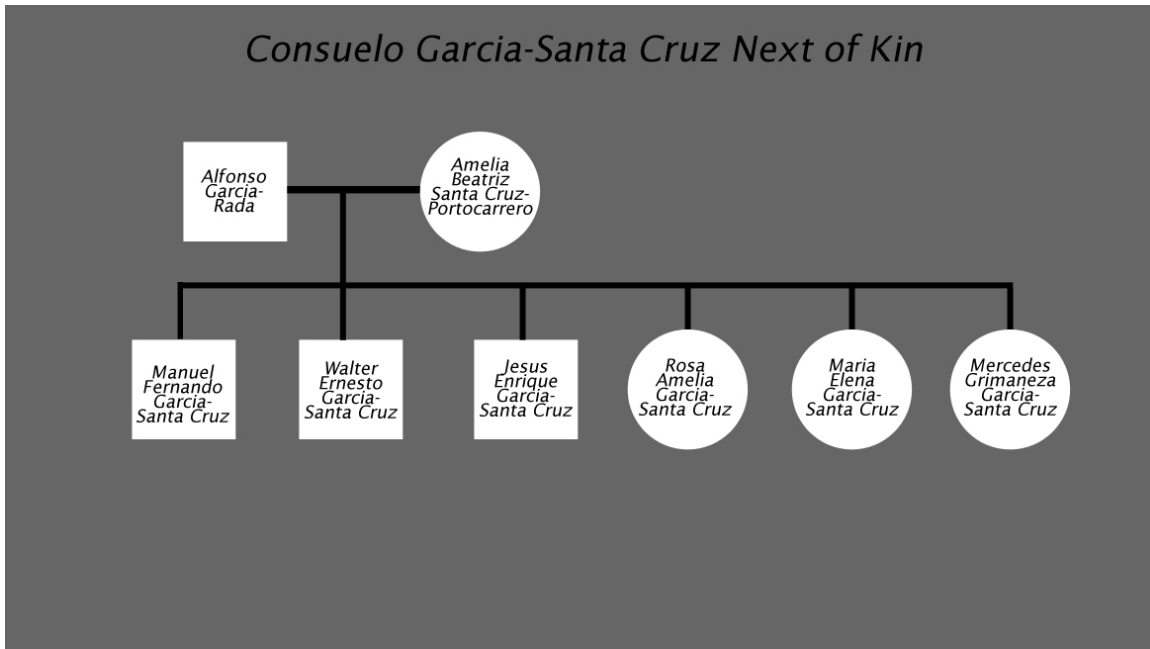 Consuelo Garcia-Santa Cruz Next of Kin
Alfonso
Garcia-
Rada
Amelia
Beatriz
Santa Cruz-
Portocarrero
Manuel
Fernando
Garcia-
Santa Cruz
Walter
Ernesto
Garcia-
Santa Cruz
Jesus
Enrique
Garcia-
Santa Cruz
Rosa
Amelia
Garcia-
Santa Cruz
Maria
Elena
Garcia-
Santa Cruz
Mercedes
Grimaneza
Garcia-
Santa Cruz